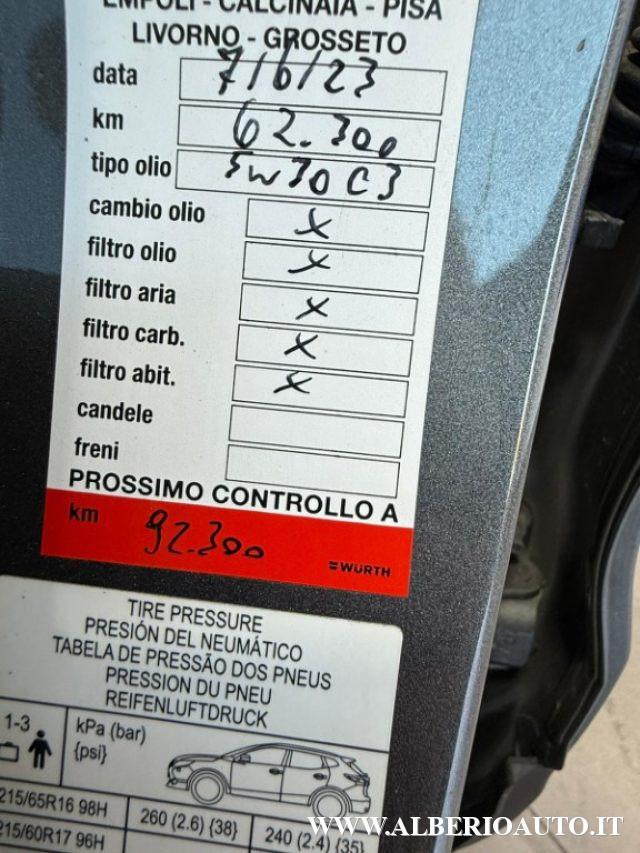 EMPOLI - CALCINAIA - PISA
LIVORNO - GROSSETO
data 7/6/23
km 62.300
tipo olio 5W30 C3
cambio olio x
filtro olio x
filtro aria x
filtro carb. x
filtro abit. x
candele
freni
PROSSIMO CONTROLLO A
km 92.300
WÜRTH
TIRE PRESSURE
PRESIÓN DEL NEUMÁTICO
TABELA DE PRESSÃO DOS PNEUS
PRESSION DU PNEU
REIFENLUFTDRUCK
1-3 kPa (bar)
{psi}
215/65R16 98H 260 (2.6) {38} 240 (2.4) {35}
215/60R17 96H
WWW.ALBERIOAUTO.IT